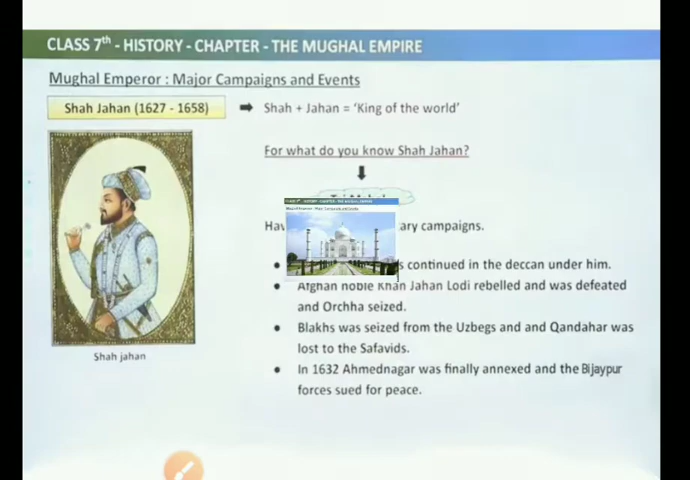 CLASS 7th - HISTORY - CHAPTER - THE MUGHAL EMPIRE
Mughal Emperor : Major Campaigns and Events
Shah Jahan (1627 - 1658)
Shah + Jahan = ‘King of the world’
For what do you know Shah Jahan?
ary campaigns.
continued in the deccan under him.
Afghan noble Khan Jahan Lodi rebelled and was defeated
and Orchha seized.
Blakhs was seized from the Uzbegs and and Qandahar was
lost to the Safavids.
In 1632 Ahmednagar was finally annexed and the Bijaypur
forces sued for peace.
Shah jahan